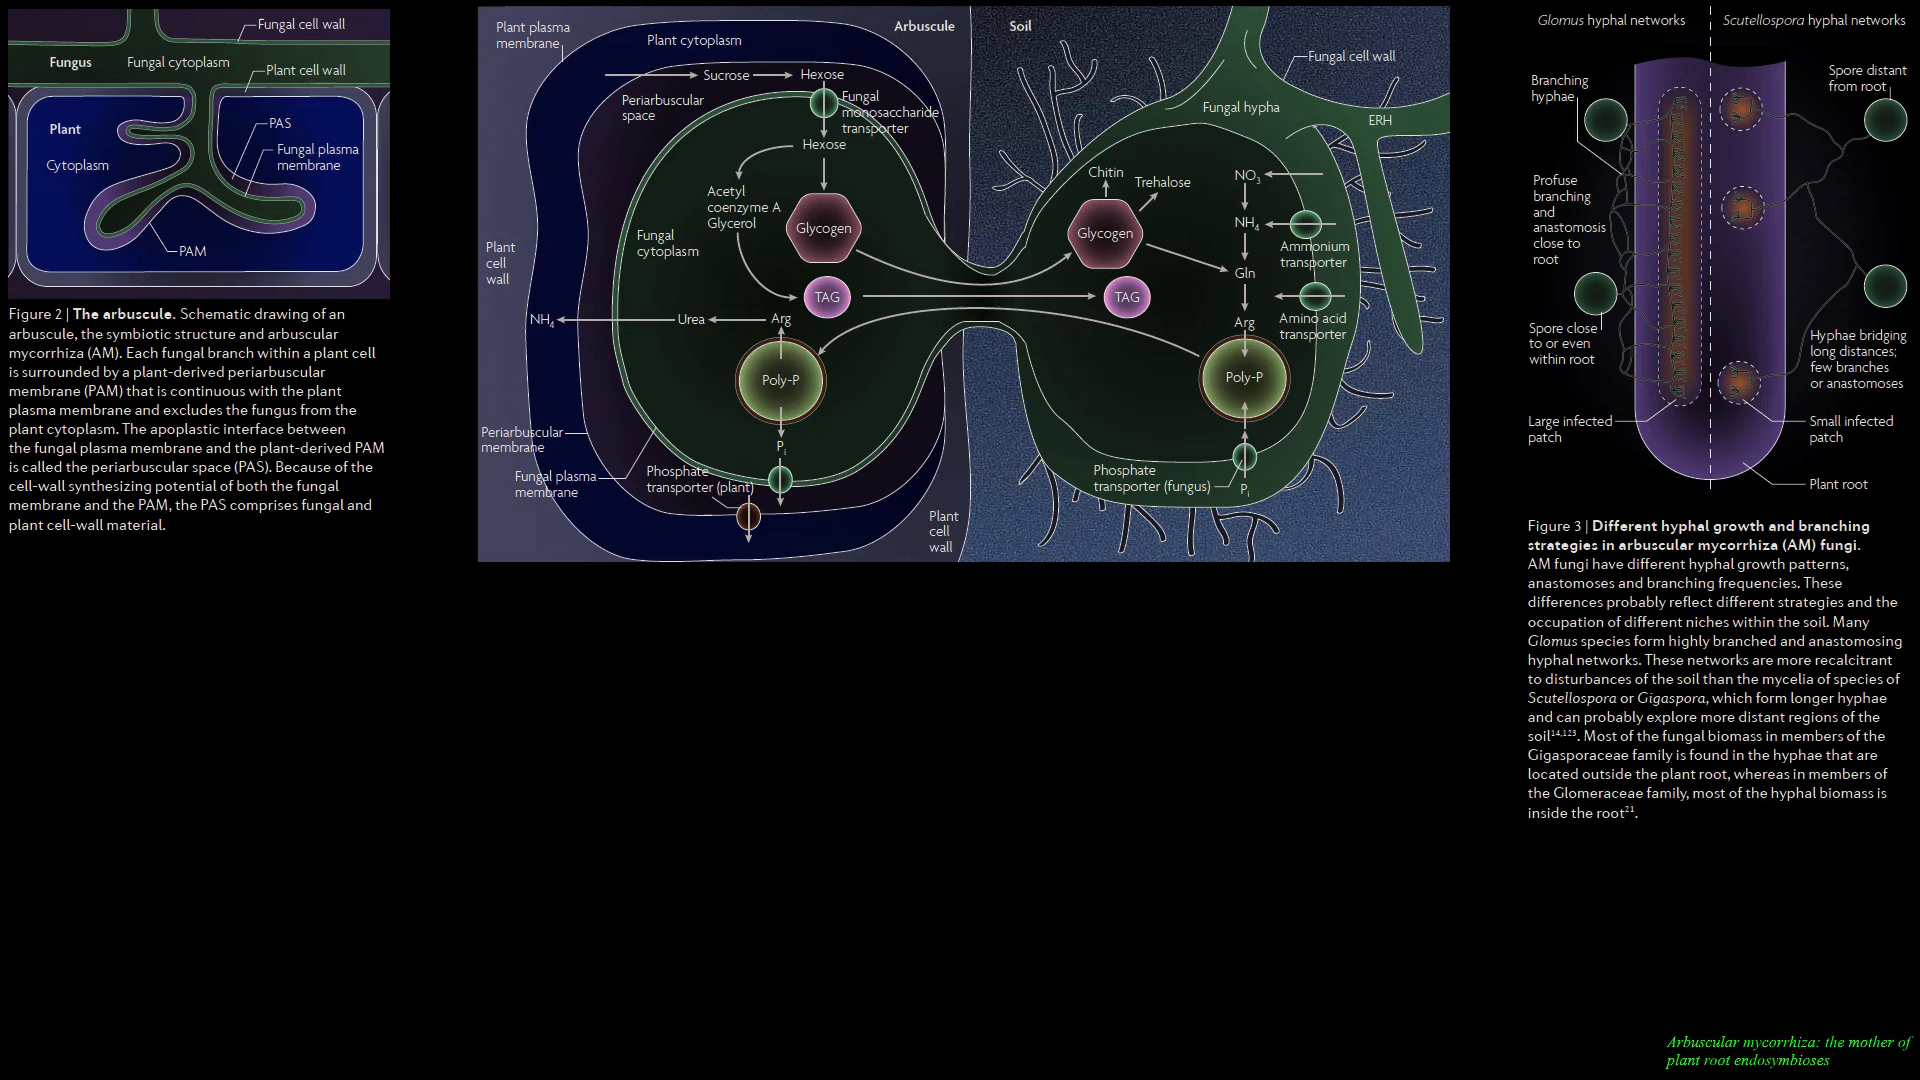 Fungal cell wall
Fungus
Fungal cytoplasm
Plant cell wall
Plant
PAS
Cytoplasm
Fungal plasma
membrane
PAM
Figure 2 | The arbuscule. Schematic drawing of an
arbuscule, the symbiotic structure and arbuscular
mycorrhiza (AM). Each fungal branch within a plant cell
is surrounded by a plant-derived periarbuscular
membrane (PAM) that is continuous with the plant
plasma membrane and excludes the fungus from the
plant cytoplasm. The apoplastic interface between
the fungal plasma membrane and the plant-derived PAM
is called the periarbuscular space (PAS). Because of the
cell-wall synthesizing potential of both the fungal
membrane and the PAM, the PAS comprises fungal and
plant cell-wall material.
Plant plasma
membrane
Plant cytoplasm
Arbuscule
Sucrose
Hexose
Periarbuscular
space
Fungal
monosaccharide
transporter
Hexose
Acetyl
coenzyme A
Glycerol
Glycogen
Fungal
cytoplasm
Plant
cell
wall
TAG
NH4
Urea
Arg
Poly-P
Periarbuscular
membrane
Pi
Fungal plasma
membrane
Phosphate
transporter (plant)
Plant
cell
wall
Soil
Fungal cell wall
Fungal hypha
ERH
Chitin
Trehalose
NO3
NH4
Glycogen
Ammonium
transporter
Gln
TAG
Amino acid
transporter
Arg
Poly-P
Phosphate
transporter (fungus)
Pi
Glomus hyphal networks
Scutellospora hyphal networks
Branching
hyphae
Spore distant
from root
Profuse
branching
and
anastomosis
close to
root
Spore close
to or even
within root
Hyphae bridging
long distances;
few branches
or anastomoses
Large infected
patch
Small infected
patch
Plant root
Figure 3 | Different hyphal growth and branching
strategies in arbuscular mycorrhiza (AM) fungi.
AM fungi have different hyphal growth patterns,
anastomoses and branching frequencies. These
differences probably reflect different strategies and the
occupation of different niches within the soil. Many
Glomus species form highly branched and anastomosing
hyphal networks. These networks are more recalcitrant
to disturbances of the soil than the mycelia of species of
Scutellospora or Gigaspora, which form longer hyphae
and can probably explore more distant regions of the
soil14,123. Most of the fungal biomass in members of the
Gigasporaceae family is found in the hyphae that are
located outside the plant root, whereas in members of
the Glomeraceae family, most of the hyphal biomass is
inside the root21.
Arbuscular mycorrhiza: the mother of
plant root endosymbioses